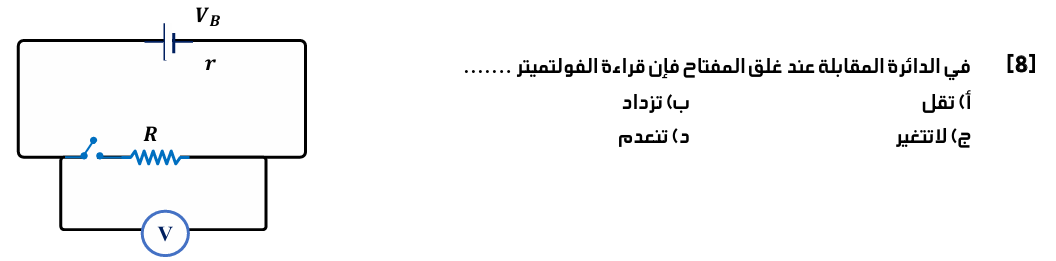 [8] في الدائرة المقابلة عند غلق المفتاح فإن قراءة الفولتميتر .......
أ) تقل ب) تزداد
ج) لاتتغير د) تنعدم
V_B
r
R
V